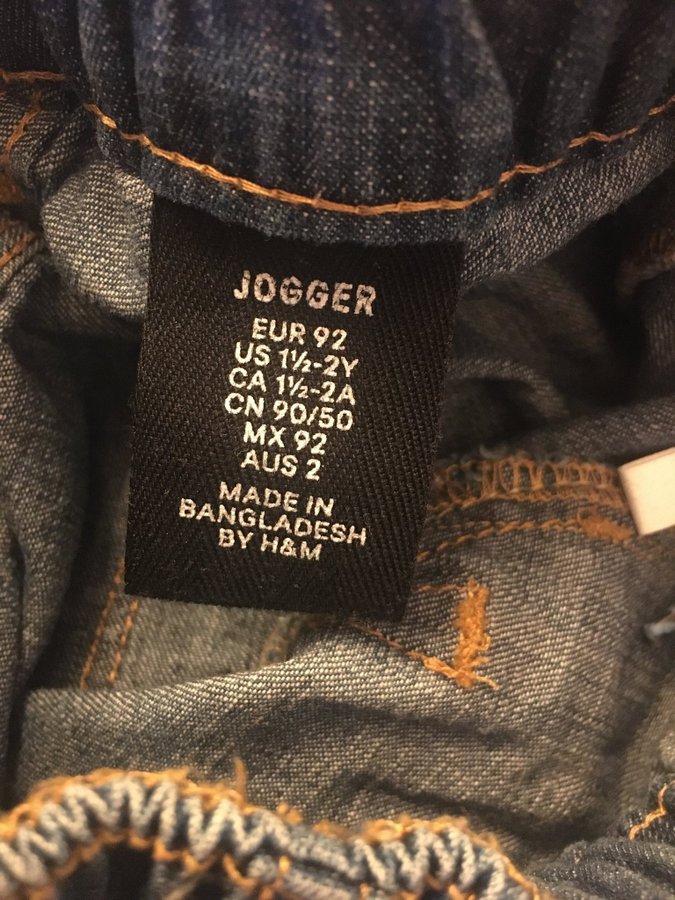 JOGGER
EUR 92
US 1½-2Y
CA 1½-2A
CN 90/50
MX 92
AUS 2
MADE IN
BANGLADESH
BY H&M